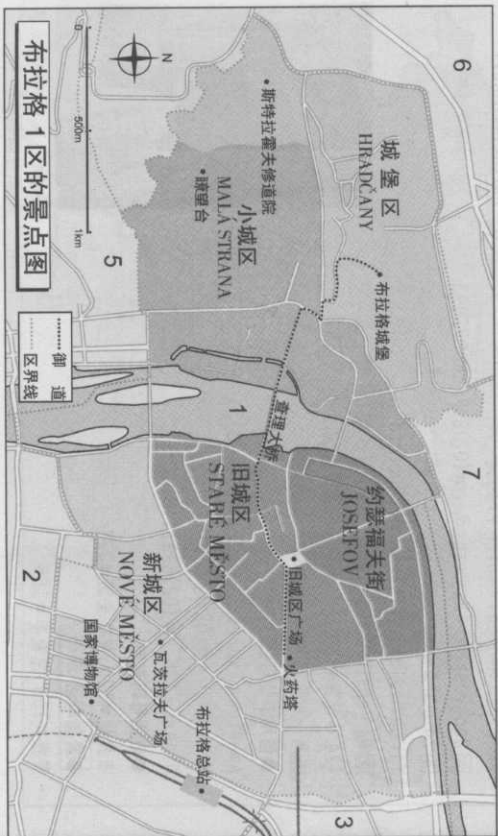 6
城堡区
HRADČANY
布拉格城堡
斯特拉霍夫修道院
小城区
MALÁ STRANA
瞭望台
7
5
1
查理大桥
约瑟福夫街
JOSEFOV
旧城区
STARÉ MĚSTO
旧城区广场
火药塔
新城区
NOVÉ MĚSTO
瓦茨拉夫广场
国家博物馆
布拉格总站
2
3
N
0 500m 1km
布拉格 1 区的景点图
御道
区界线